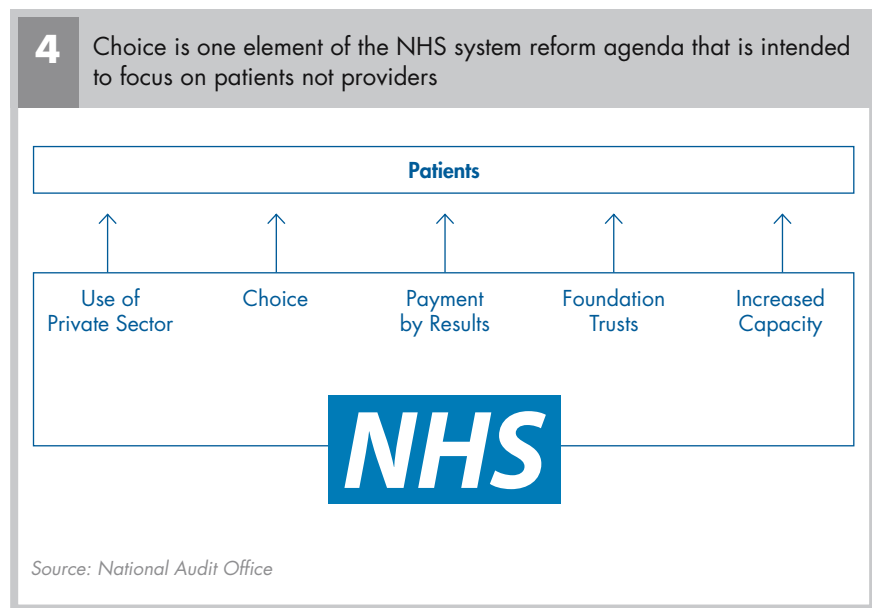 4
Choice is one element of the NHS system reform agenda that is intended
to focus on patients not providers
Patients
Use of
Private Sector
Choice
Payment
by Results
Foundation
Trusts
Increased
Capacity
NHS
Source: National Audit Office